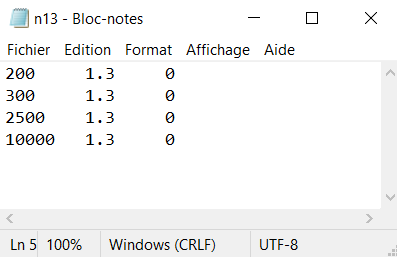 n13 - Bloc-notes
Fichier Edition Format Affichage Aide
200 1.3 0
300 1.3 0
2500 1.3 0
10000 1.3 0
Ln 5 100% Windows (CRLF) UTF-8